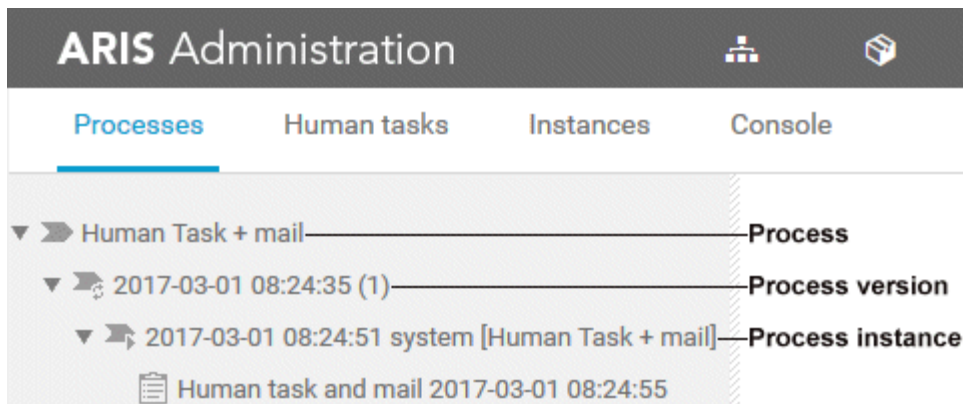 ARIS Administration
Processes Human tasks Instances Console
Human Task + mail Process
2017-03-01 08:24:35 (1) Process version
2017-03-01 08:24:51 system [Human Task + mail] Process instance
Human task and mail 2017-03-01 08:24:55